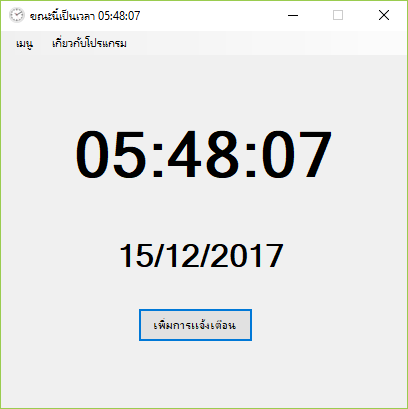 ขณะนี้เป็นเวลา 05:48:07
เมนู เกี่ยวกับโปรแกรม
05:48:07
15/12/2017
เพิ่มการแจ้งเตือน